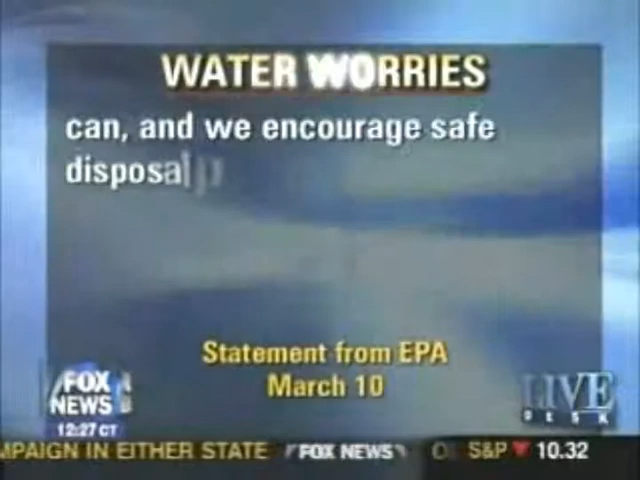 WATER WORRIES
can, and we encourage safe
disposal
Statement from EPA
March 10
FOX
NEWS
12:27 CT
LIVE
DESK
MPAIGN IN EITHER STATE FOX NEWS S&P 10.32